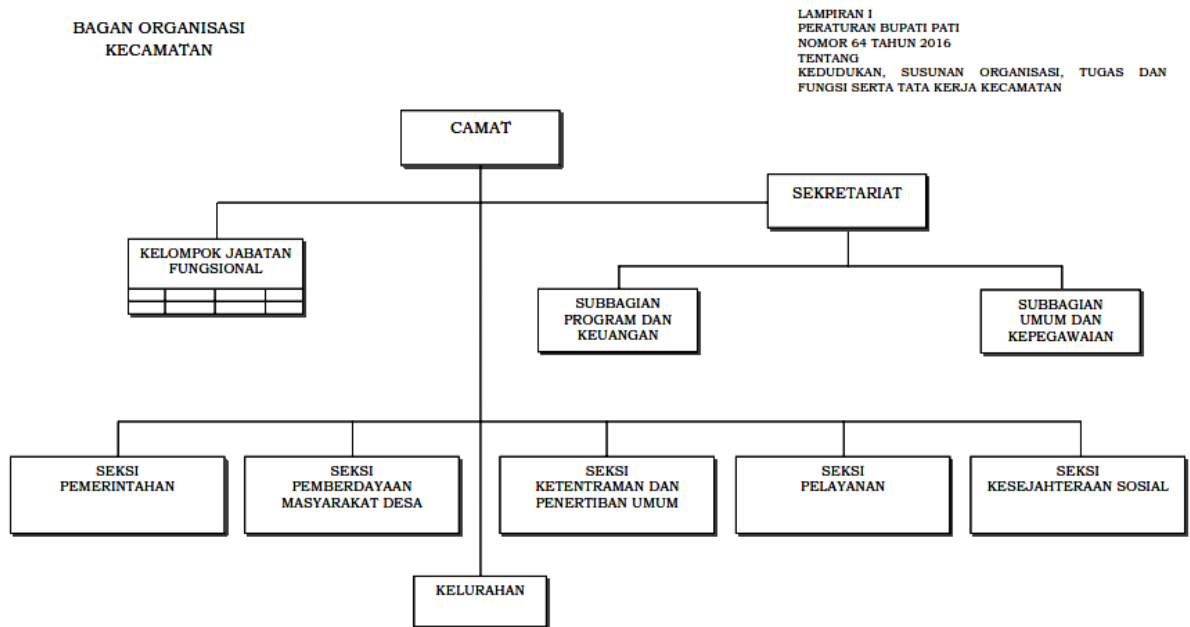 BAGAN ORGANISASI
KECAMATAN
LAMPIRAN I
PERATURAN BUPATI PATI
NOMOR 64 TAHUN 2016
TENTANG
KEDUDUKAN, SUSUNAN ORGANISASI, TUGAS DAN
FUNGSI SERTA TATA KERJA KECAMATAN
CAMAT
SEKRETARIAT
KELOMPOK JABATAN
FUNGSIONAL
SUBBAGIAN
PROGRAM DAN
KEUANGAN
SUBBAGIAN
UMUM DAN
KEPEGAWAIAN
SEKSI
PEMERINTAHAN
SEKSI
PEMBERDAYAAN
MASYARAKAT DESA
SEKSI
KETENTRAMAN DAN
PENERTIBAN UMUM
SEKSI
PELAYANAN
SEKSI
KESEJAHTERAAN SOSIAL
KELURAHAN